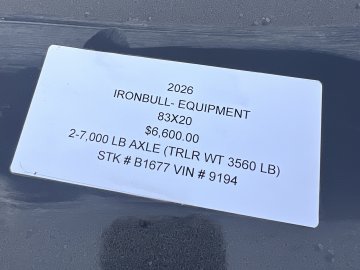 2026
IRONBULL- EQUIPMENT
83X20
$6,600.00
2-7,000 LB AXLE (TRLR WT 3560 LB)
STK # B1677 VIN # 9194